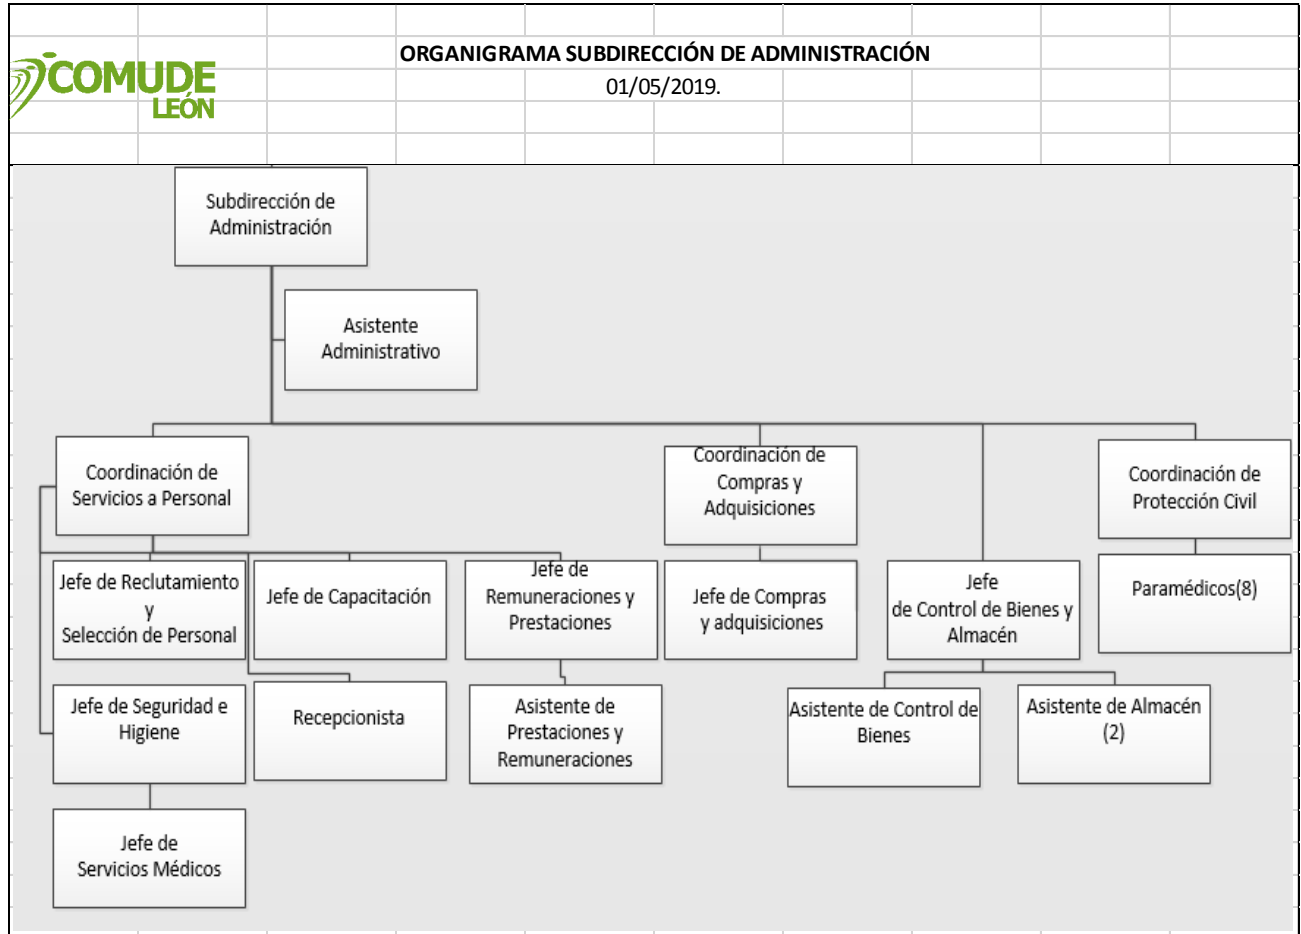 COMUDE
LEÓN
ORGANIGRAMA SUBDIRECCIÓN DE ADMINISTRACIÓN
01/05/2019.
Subdirección de
Administración
Asistente
Administrativo
Coordinación de
Servicios a Personal
Coordinación de
Compras y
Adquisiciones
Coordinación de
Protección Civil
Jefe de Reclutamiento
y
Selección de Personal
Jefe de Capacitación
Jefe de
Remuneraciones y
Prestaciones
Jefe de Compras
y adquisiciones
Jefe
de Control de Bienes y
Almacén
Paramédicos(8)
Jefe de Seguridad e
Higiene
Recepcionista
Asistente de
Prestaciones y
Remuneraciones
Asistente de Control de
Bienes
Asistente de Almacén
(2)
Jefe de
Servicios Médicos